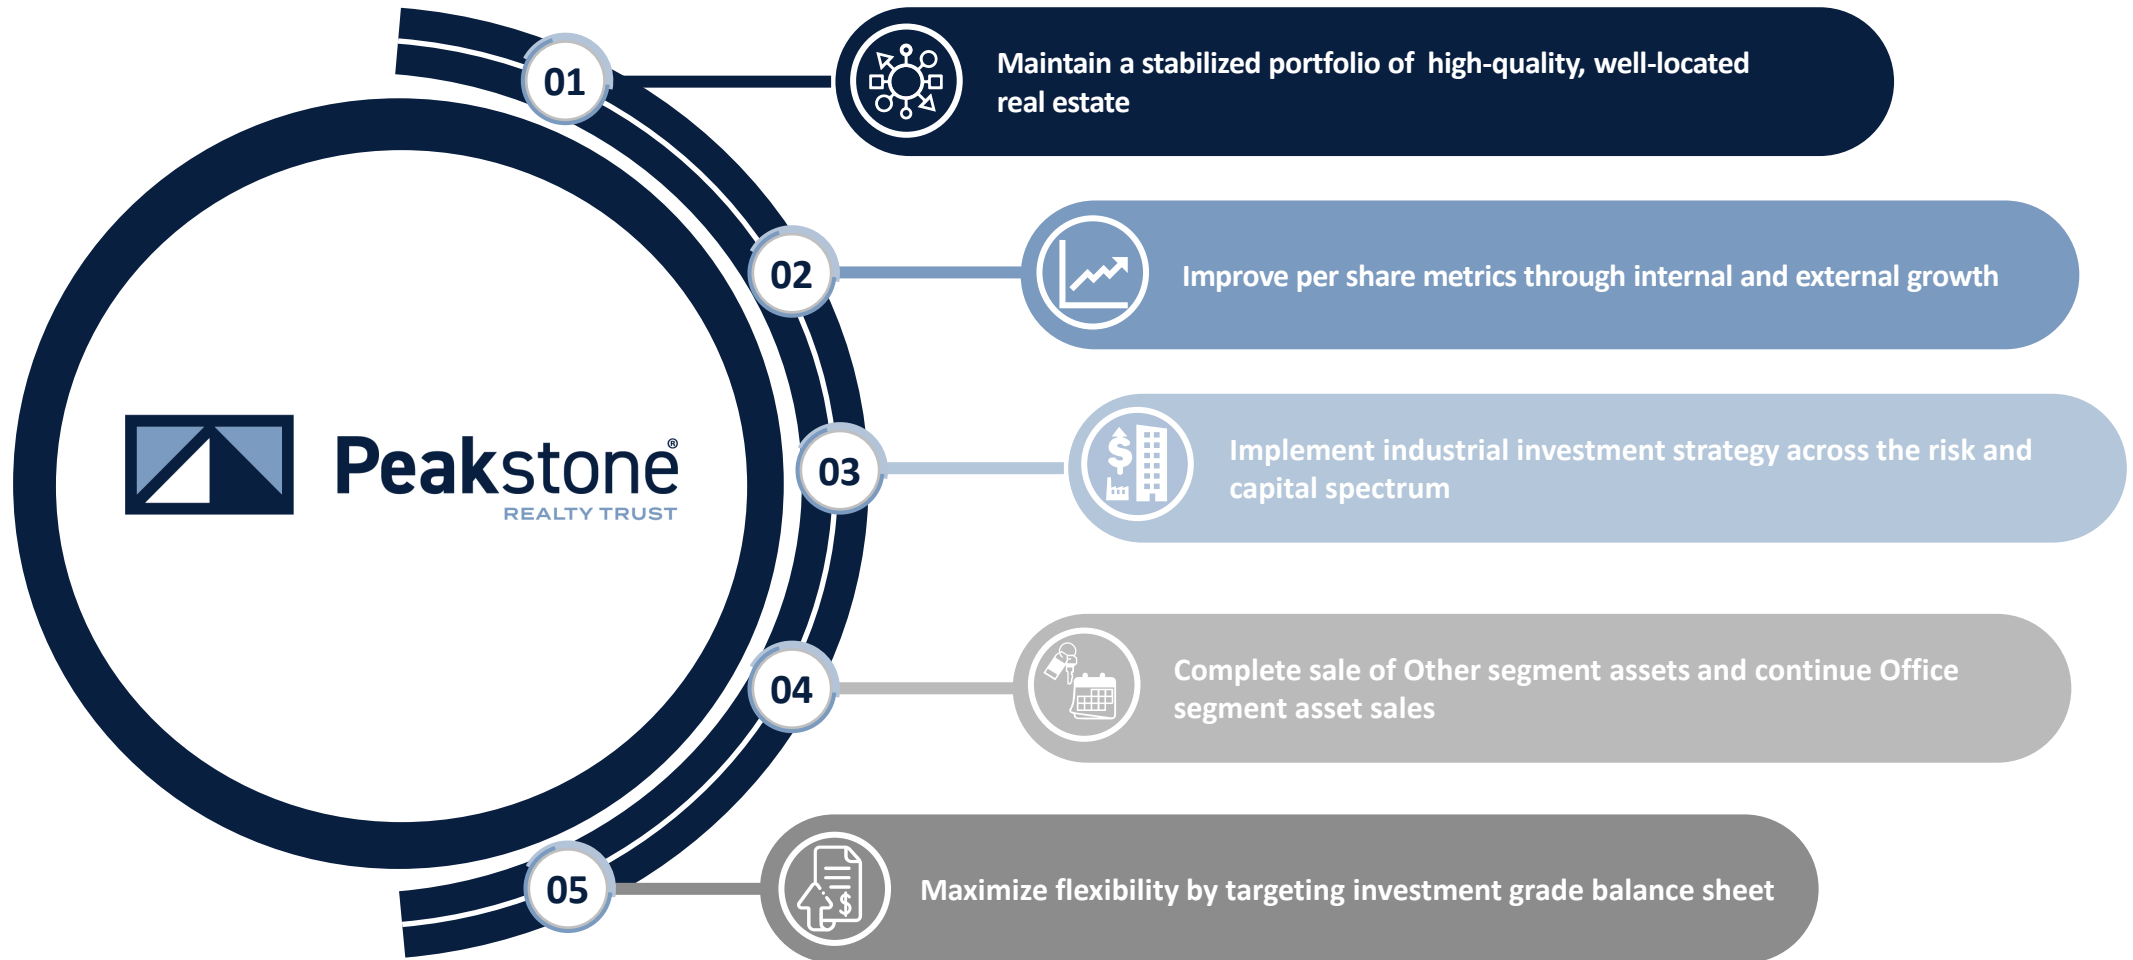 01
Maintain a stabilized portfolio of high-quality, well-located
real estate
02
Improve per share metrics through internal and external growth
03
Implement industrial investment strategy across the risk and
capital spectrum
Peakstone®
REALTY TRUST
04
Complete sale of Other segment assets and continue Office
segment asset sales
05
Maximize flexibility by targeting investment grade balance sheet
$
$